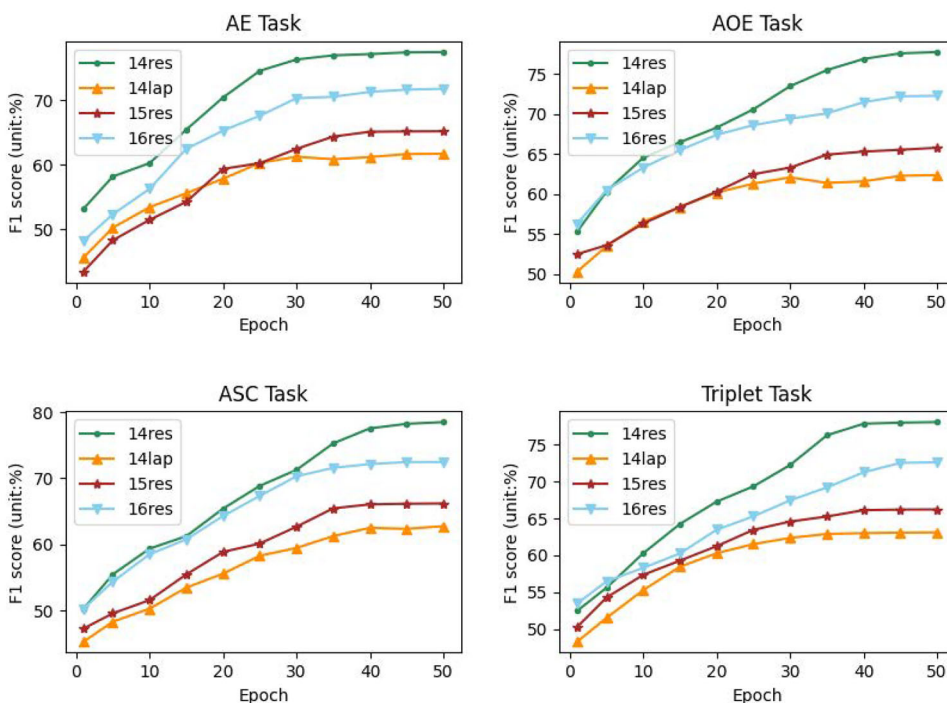 AE Task
F1 score (unit:%)
70
60
50
14res
14lap
15res
16res
0 10 20 30 40 50
Epoch
AOE Task
F1 score (unit:%)
75
70
65
60
55
50
14res
14lap
15res
16res
0 10 20 30 40 50
Epoch
ASC Task
F1 score (unit:%)
80
70
60
50
14res
14lap
15res
16res
0 10 20 30 40 50
Epoch
Triplet Task
F1 score (unit:%)
75
70
65
60
55
50
14res
14lap
15res
16res
0 10 20 30 40 50
Epoch